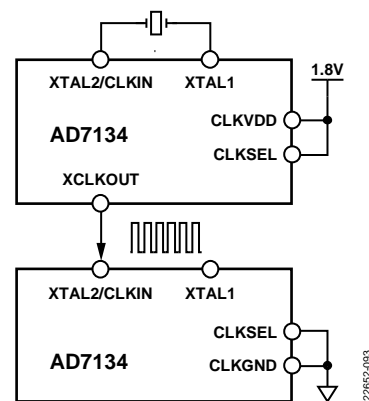 XTAL2/CLKIN XTAL1
1.8V
CLKVDD
AD7134
CLKSEL
XCLKOUT
XTAL2/CLKIN XTAL1
CLKSEL
AD7134
CLKGND
22652-093